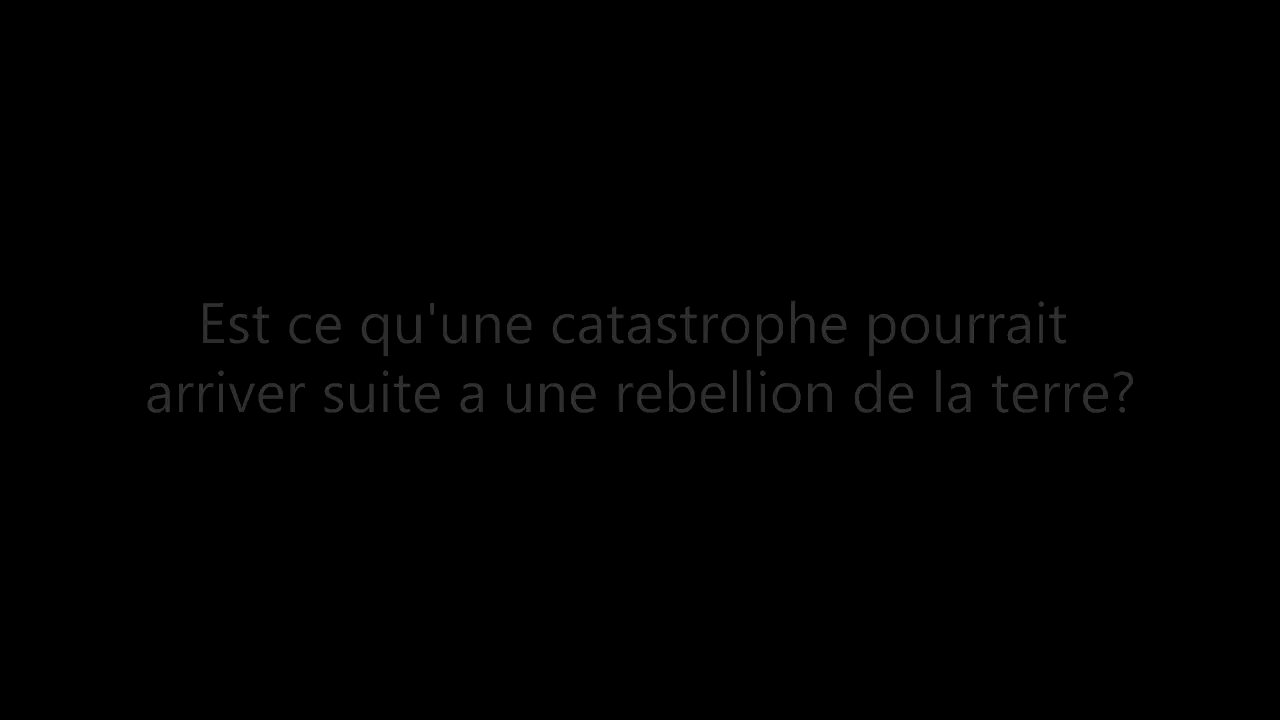 Est ce qu'une catastrophe pourrait
arriver suite a une rebellion de la terre?